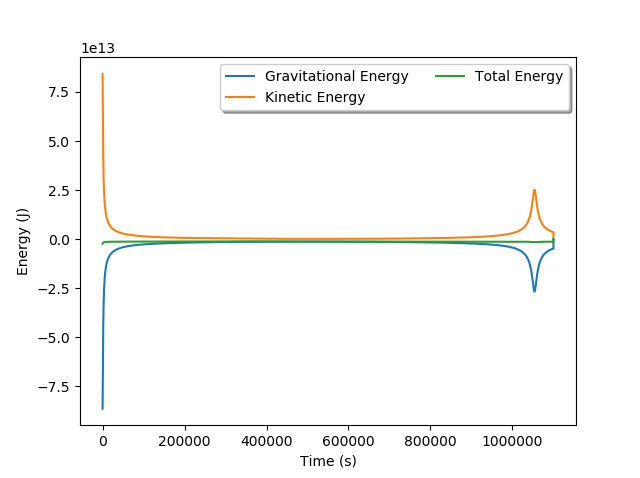 1e13
Gravitational Energy
Kinetic Energy
Total Energy
7.5
5.0
2.5
0.0
−2.5
−5.0
−7.5
Energy (J)
0
200000
400000
600000
800000
1000000
Time (s)